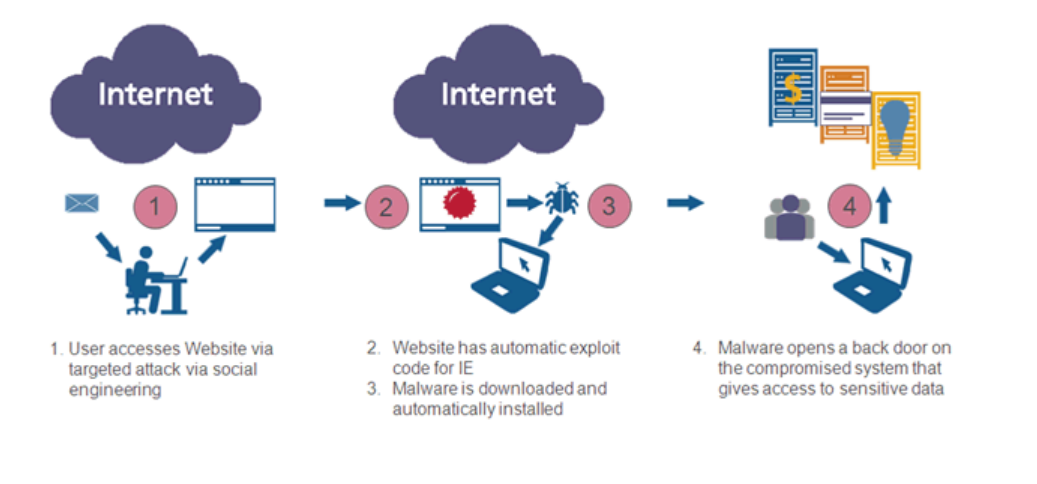 Internet
Internet
$
1
2
3
4
1. User accesses Website via
targeted attack via social
engineering
2. Website has automatic exploit
code for IE
3. Malware is downloaded and
automatically installed
4. Malware opens a back door on
the compromised system that
gives access to sensitive data